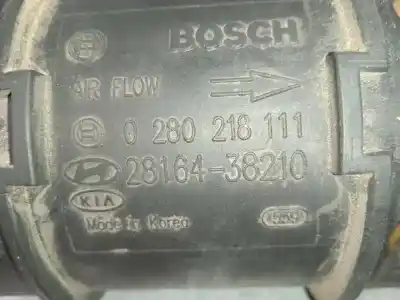 BOSCH
AIR FLOW
0 280 218 111
28164-38210
KIA
Made in Korea